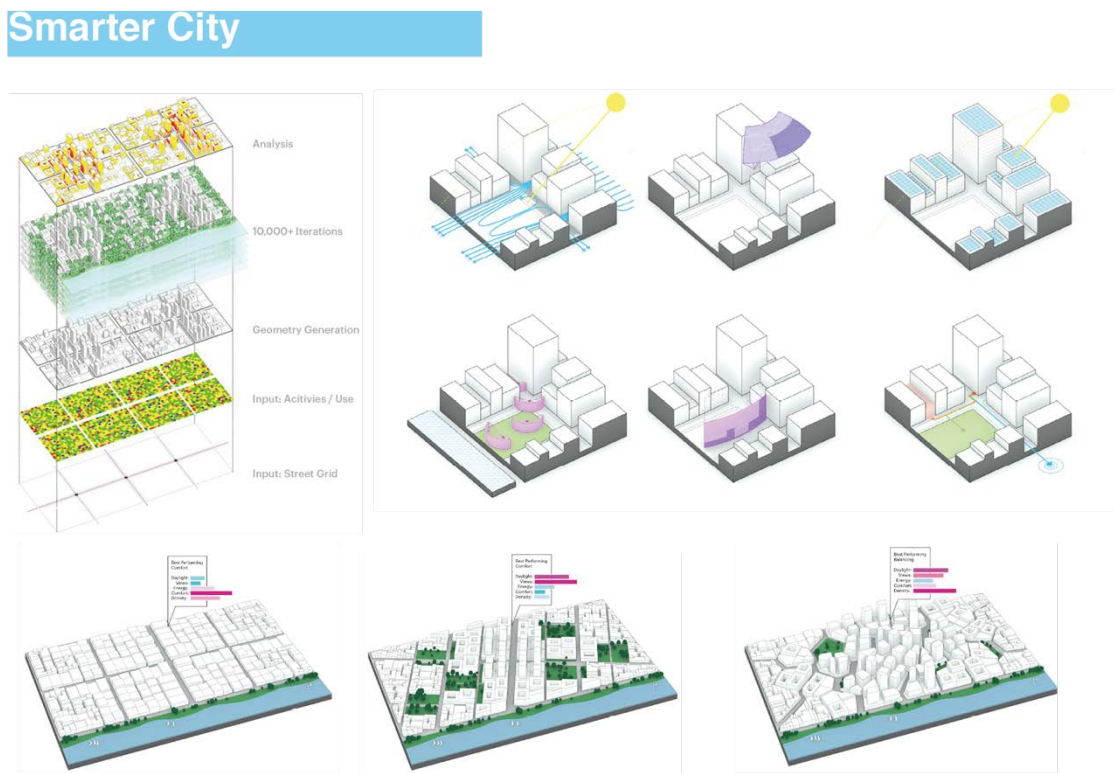 Smarter City
Analysis
10,000+ Iterations
Geometry Generation
Input: Acitivies / Use
Input: Street Grid
Best Performing
Comfort
Daylight:
Views:
Energy:
Comfort:
Density:
Best Performing
Comfort
Daylight:
Views:
Energy:
Comfort:
Density:
Best Performing
Balancing
Daylight:
Views:
Energy:
Comfort:
Density: